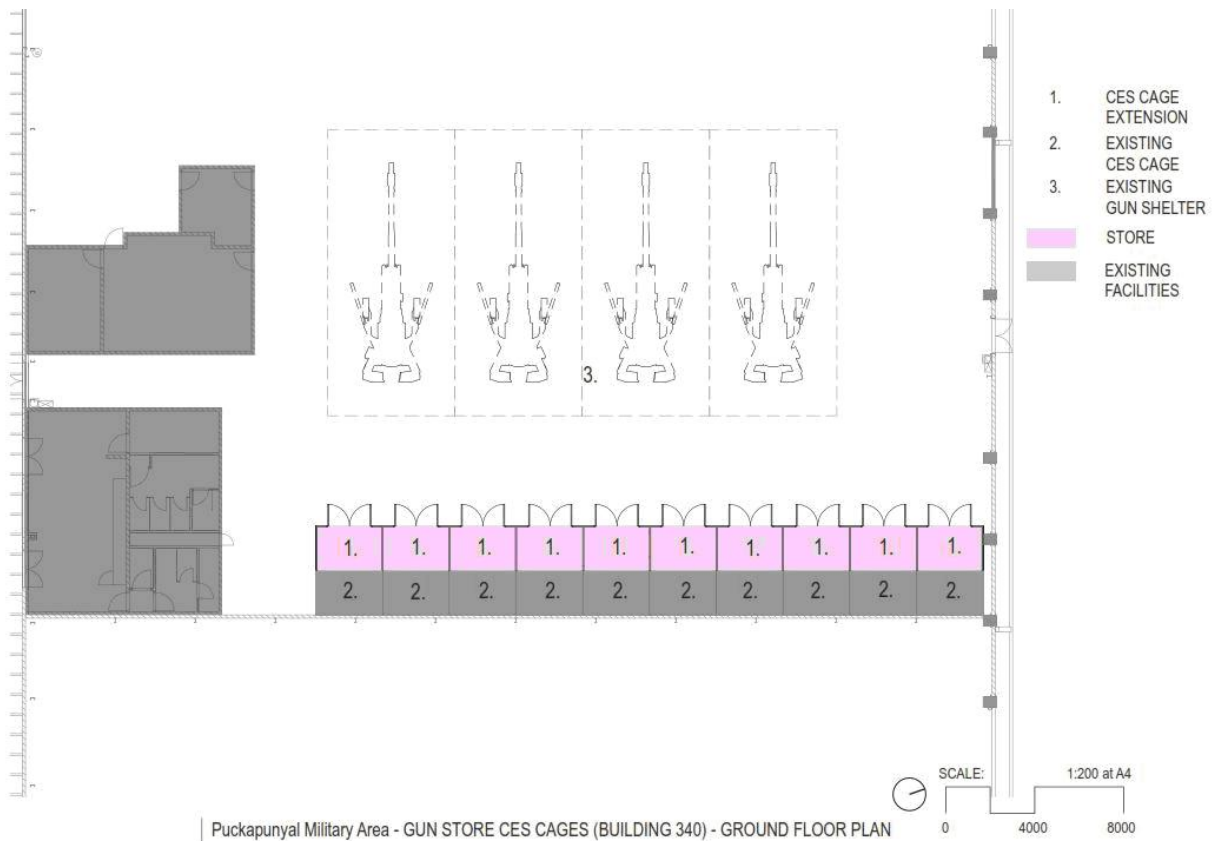 1. CES CAGE
EXTENSION
2. EXISTING
CES CAGE
3. EXISTING
GUN SHELTER
STORE
EXISTING
FACILITIES
3.
1. 1. 1. 1. 1. 1. 1. 1. 1. 1.
2. 2. 2. 2. 2. 2. 2. 2. 2. 2.
SCALE: 1:200 at A4
0 4000 8000
Puckapunyal Military Area - GUN STORE CES CAGES (BUILDING 340) - GROUND FLOOR PLAN